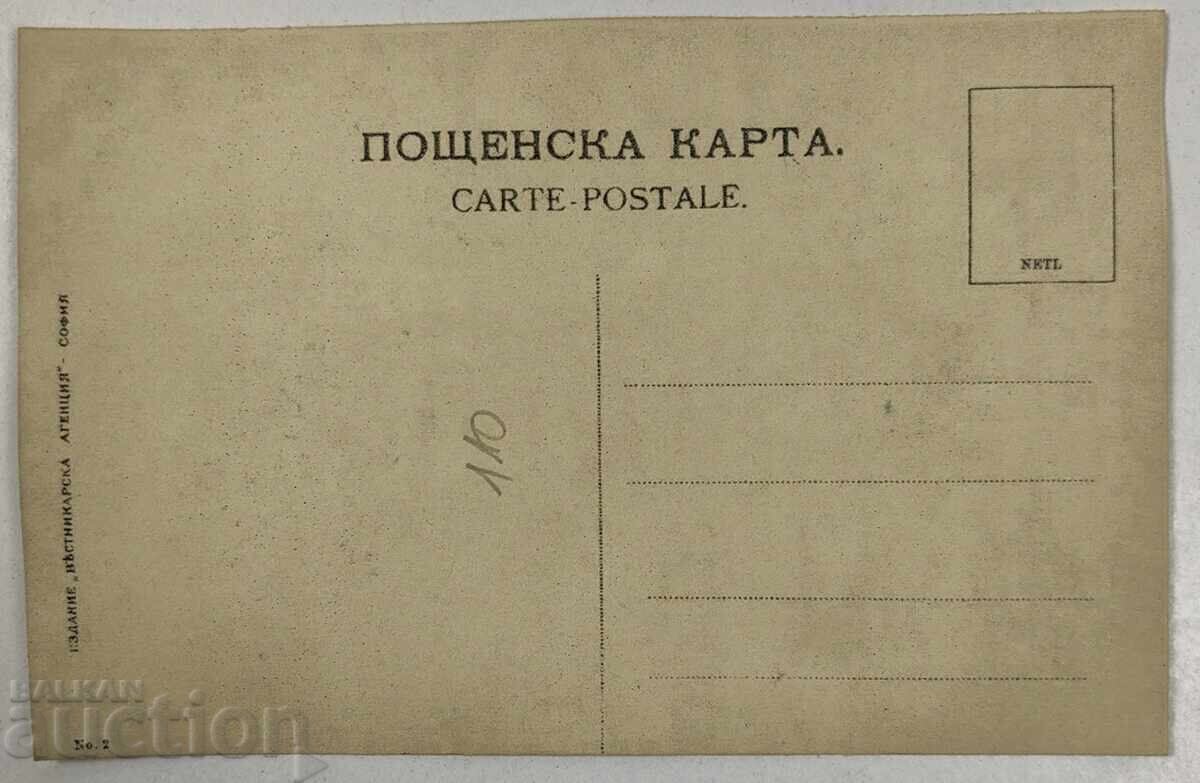 ПОЩЕНСКА КАРТА.
CARTE-POSTALE.
NETL
ИЗДАНИЕ „ВѢСТНИКАРСКА АГЕНЦИЯ" - СОФИЯ
110
No. 2
BALKAN
auction